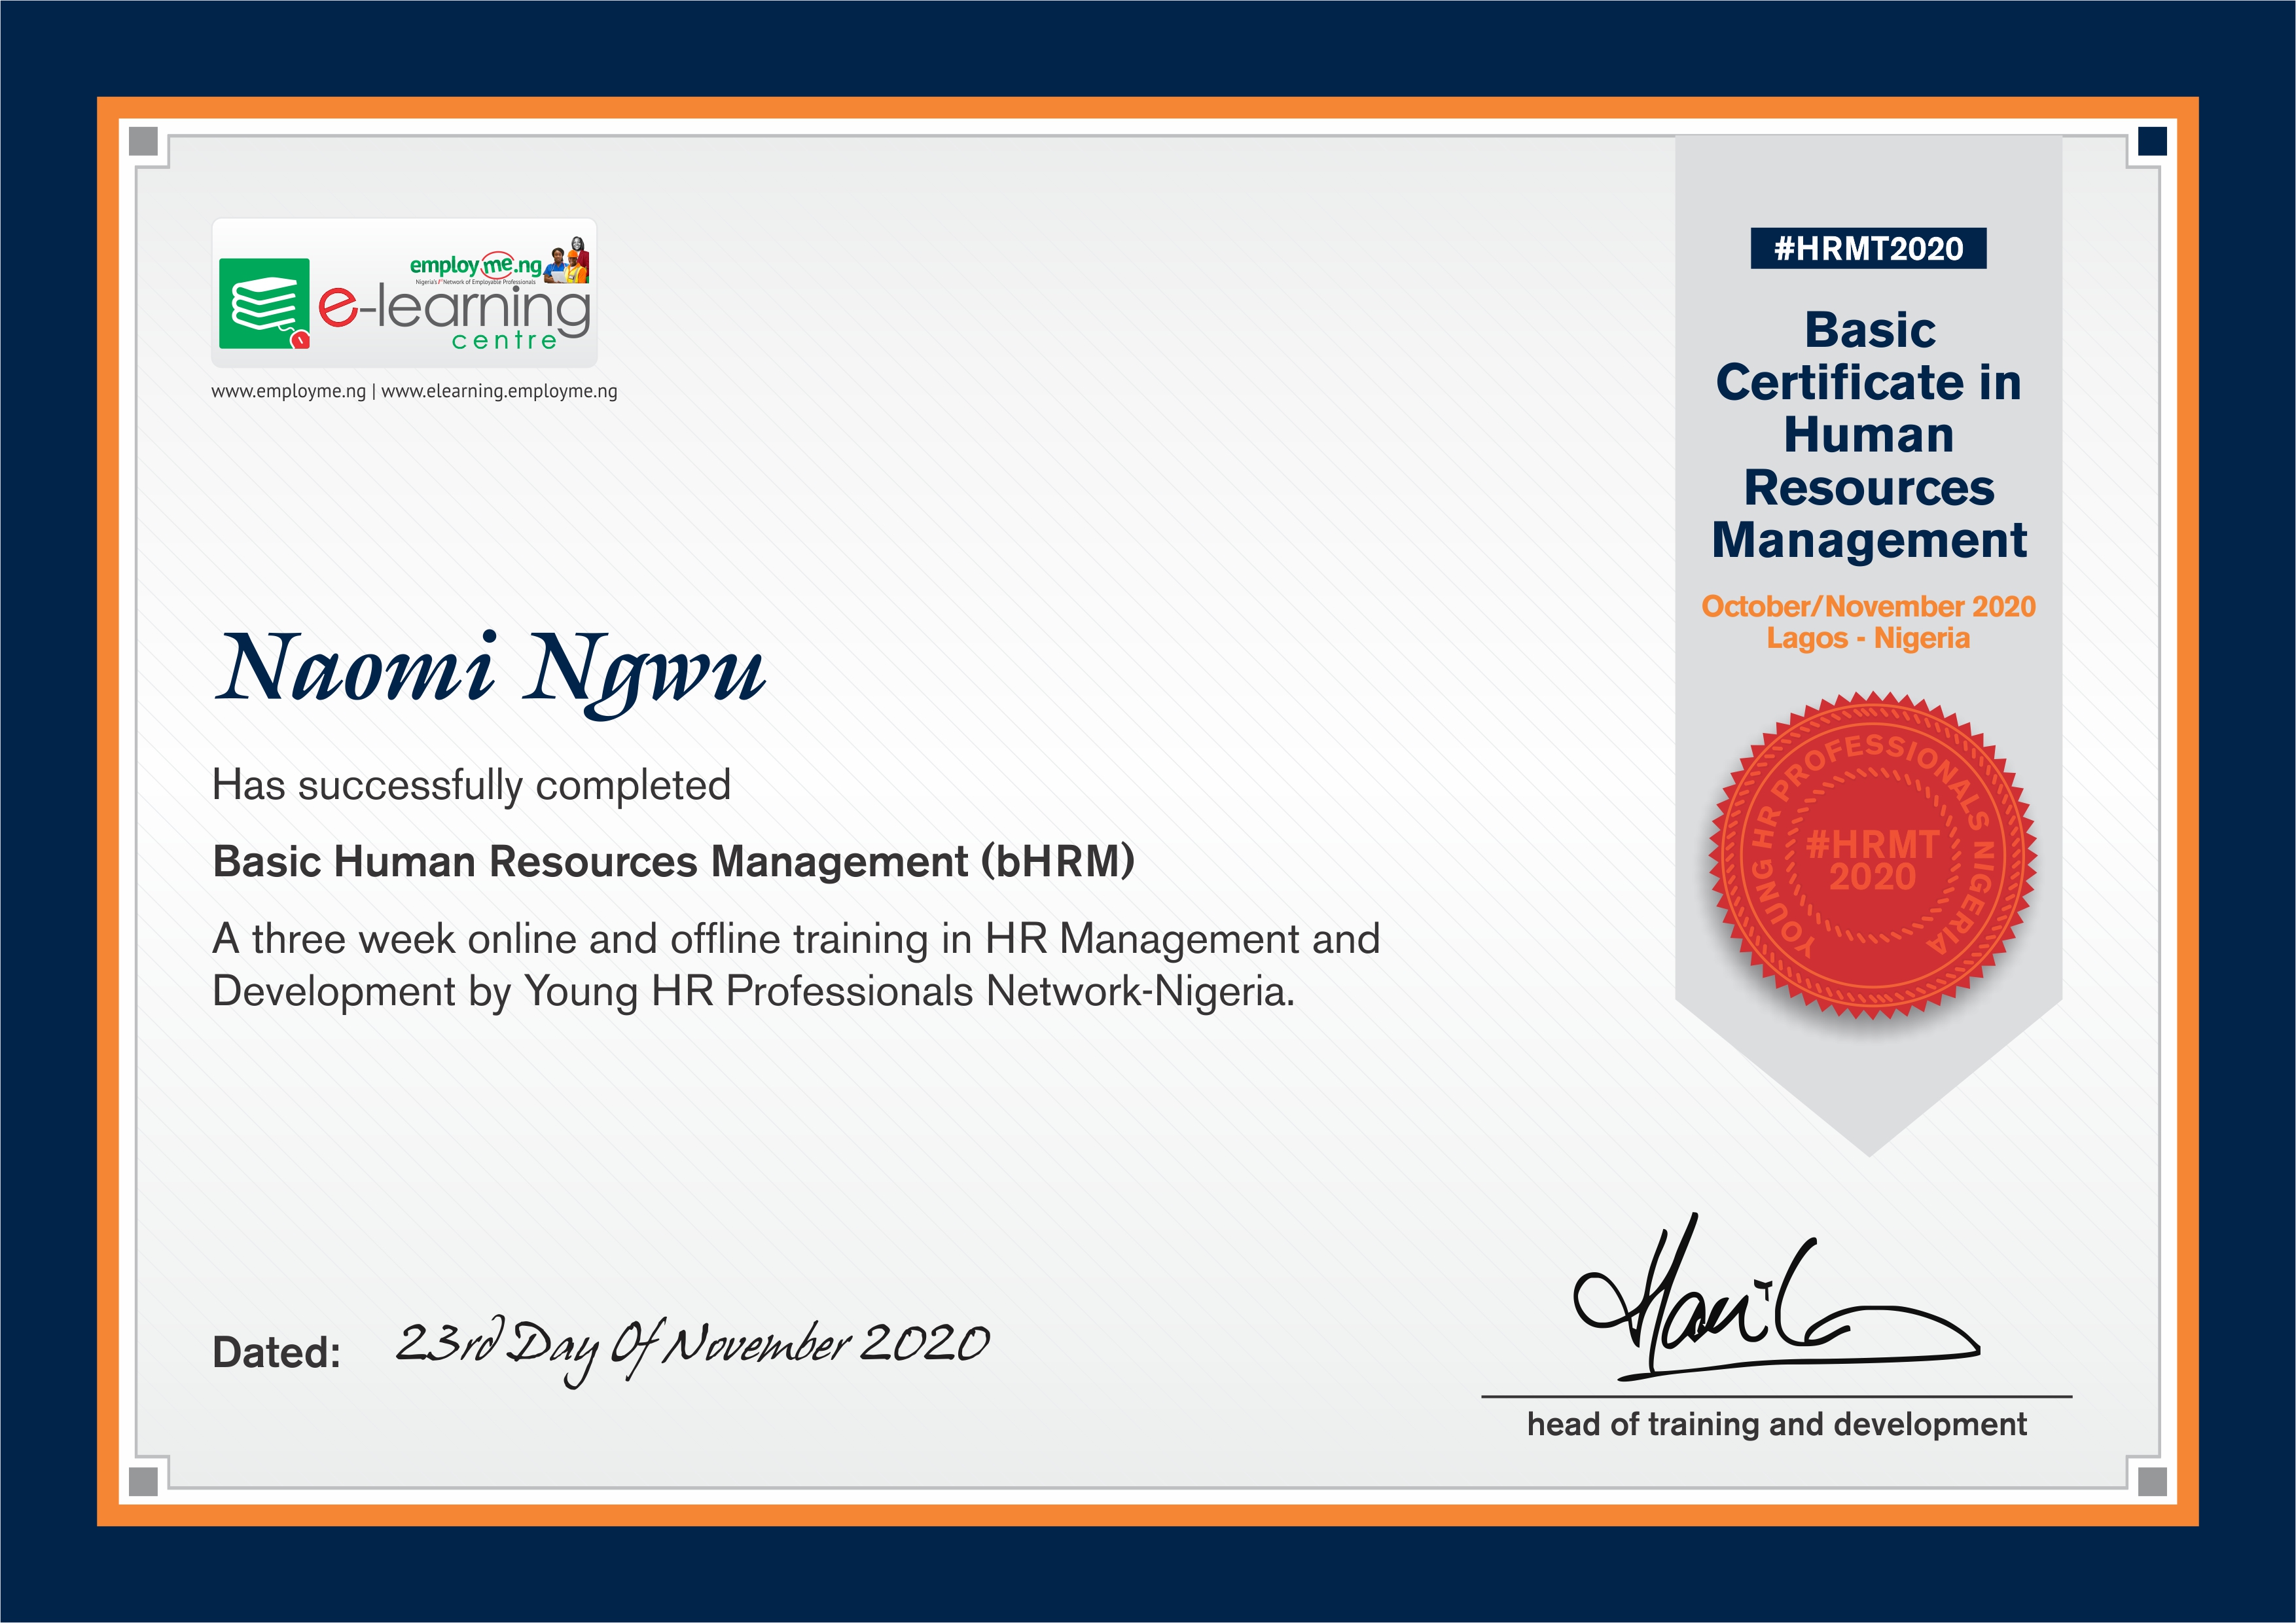 employ me.ng
Nigeria's 1st Network of Employable Professionals
e-learning
centre
www.employme.ng | www.elearning.employme.ng
#HRMT2020
Basic
Certificate in
Human
Resources
Management
October/November 2020
Lagos - Nigeria
YOUNG HR PROFESSIONALS NIGERIA
#HRMT
2020
Naomi Ngwu
Has successfully completed
Basic Human Resources Management (bHRM)
A three week online and offline training in HR Management and
Development by Young HR Professionals Network-Nigeria.
Dated: 23rd Day Of November 2020
head of training and development